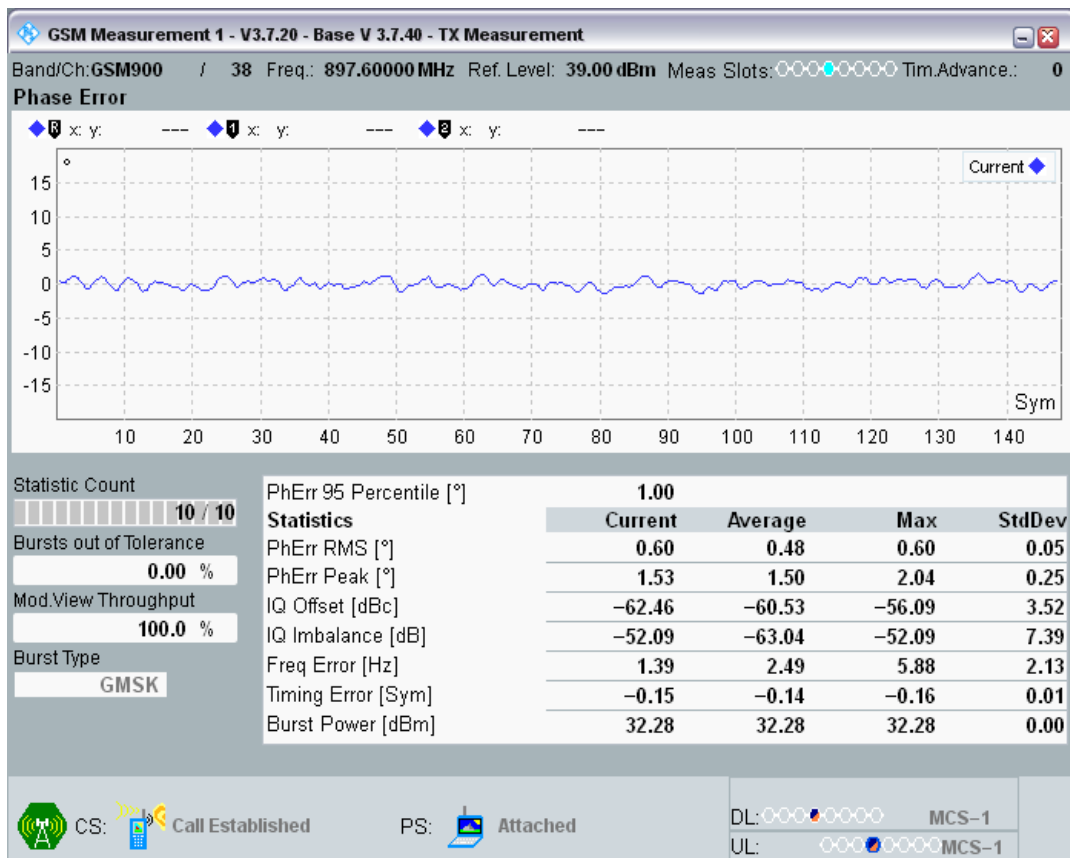 GSM Measurement 1 - V3.7.20 - Base V 3.7.40 - TX Measurement
Band/Ch:GSM900 / 38 Freq.: 897.60000 MHz Ref. Level: 39.00 dBm Meas Slots: Tim.Advance.: 0
Phase Error
R x: y: --- 1 x: y: --- 2 x: y: ---
°
Current
15
10
5
0
-5
-10
-15
Sym
10 20 30 40 50 60 70 80 90 100 110 120 130 140
Statistic Count
10 / 10
Bursts out of Tolerance
0.00 %
Mod.View Throughput
100.0 %
Burst Type
GMSK
PhErr 95 Percentile [°] 1.00
Statistics Current Average Max StdDev
PhErr RMS [°] 0.60 0.48 0.60 0.05
PhErr Peak [°] 1.53 1.50 2.04 0.25
IQ Offset [dBc] −62.46 −60.53 −56.09 3.52
IQ Imbalance [dB] −52.09 −63.04 −52.09 7.39
Freq Error [Hz] 1.39 2.49 5.88 2.13
Timing Error [Sym] −0.15 −0.14 −0.16 0.01
Burst Power [dBm] 32.28 32.28 32.28 0.00
CS: Call Established PS: Attached
DL: MCS−1
UL: MCS−1